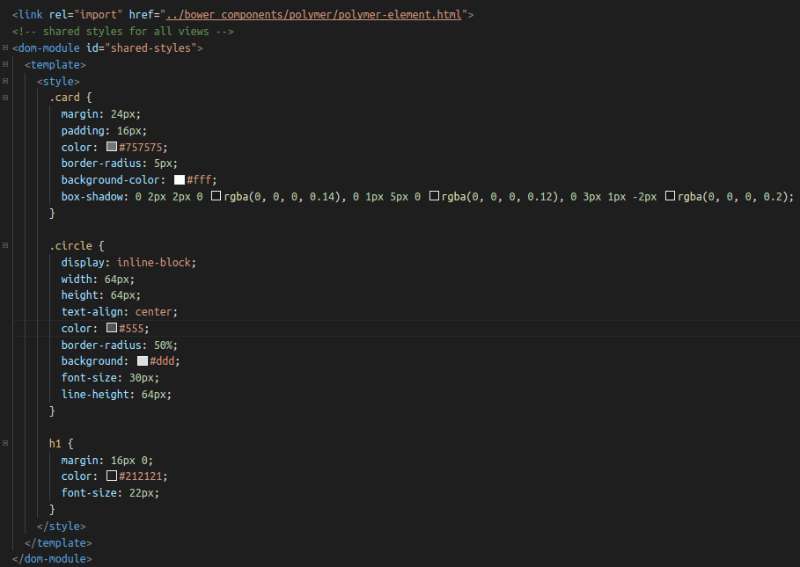 <link rel="import" href="../bower_components/polymer/polymer-element.html">
<!-- shared styles for all views -->
<dom-module id="shared-styles">
<template>
<style>
.card {
margin: 24px;
padding: 16px;
color: #757575;
border-radius: 5px;
background-color: #fff;
box-shadow: 0 2px 2px 0 rgba(0, 0, 0, 0.14), 0 1px 5px 0 rgba(0, 0, 0, 0.12), 0 3px 1px -2px rgba(0, 0, 0, 0.2);
}
.circle {
display: inline-block;
width: 64px;
height: 64px;
text-align: center;
color: #555;
border-radius: 50%;
background: #ddd;
font-size: 30px;
line-height: 64px;
}
h1 {
margin: 16px 0;
color: #212121;
font-size: 22px;
}
</style>
</template>
</dom-module>